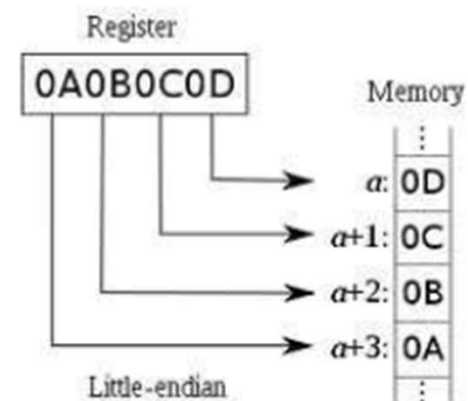 Register
0A0B0C0D
Memory
a: 0D
a+1: 0C
a+2: 0B
a+3: 0A
Little-endian